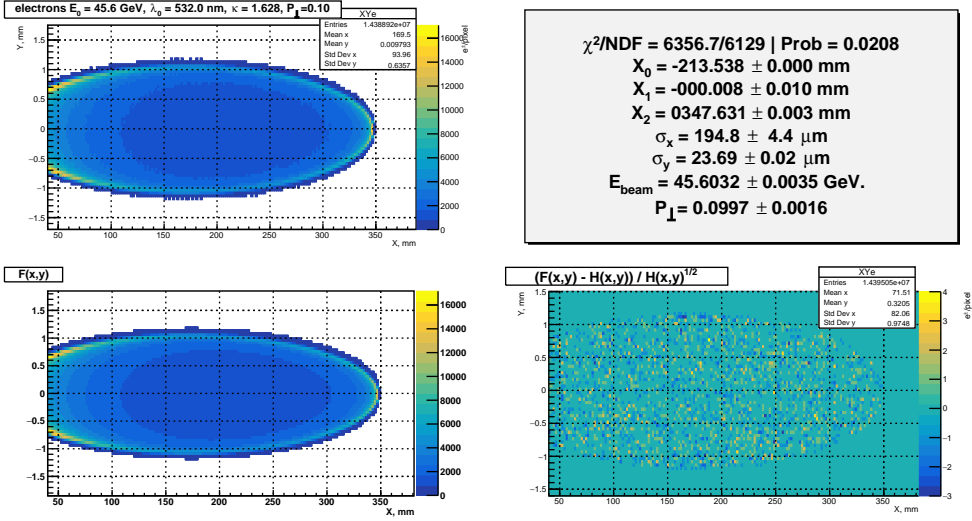 electrons E₀ = 45.6 GeV, λ₀ = 532.0 nm, κ = 1.628, P⊥=0.10
XYe
Entries 1.438892e+07
Mean x 169.5
Mean y 0.009793
Std Dev x 93.96
Std Dev y 0.6357
Y, mm
1.5
1
0.5
0
−0.5
−1
−1.5
50 100 150 200 250 300 350
X, mm
16000
14000
12000
10000
8000
6000
4000
2000
0
e±/pixel
χ²/NDF = 6356.7/6129 | Prob = 0.0208
X₀ = -213.538 ± 0.000 mm
X₁ = -000.008 ± 0.010 mm
X₂ = 0347.631 ± 0.003 mm
σₓ = 194.8 ± 4.4 μm
σy = 23.69 ± 0.02 μm
Ebeam = 45.6032 ± 0.0035 GeV.
P⊥= 0.0997 ± 0.0016
F(x,y)
1.5
1
0.5
0
−0.5
−1
−1.5
50 100 150 200 250 300 350
X, mm
16000
14000
12000
10000
8000
6000
4000
2000
0
(F(x,y) - H(x,y)) / H(x,y)^1/2
XYe
Entries 1.439505e+07
Mean x 71.51
Mean y 0.3205
Std Dev x 82.06
Std Dev y 0.9748
Y, mm
1.5
1
0.5
0
−0.5
−1
−1.5
50 100 150 200 250 300 350
X, mm
4
3
2
1
0
−1
−2
−3
e±/pixel